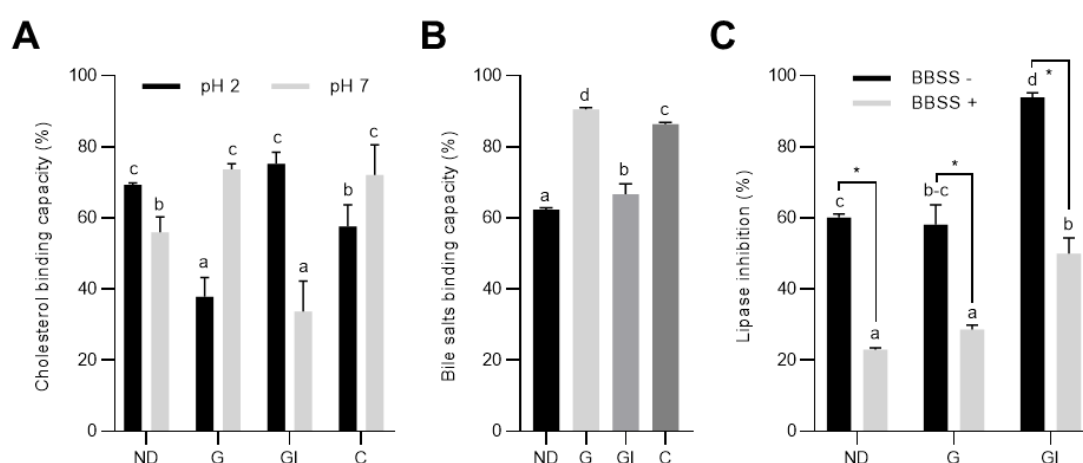 A
Cholesterol binding capacity (%)
100
80
60
40
20
0
pH 2
pH 7
c
b
a
c
c
a
b
c
ND
G
GI
C
B
Bile salts binding capacity (%)
100
80
60
40
20
0
a
d
b
c
ND
G
GI
C
C
Lipase inhibition (%)
100
80
60
40
20
0
BBSS -
BBSS +
*
c
a
*
b-c
a
*
d
b
ND
G
GI